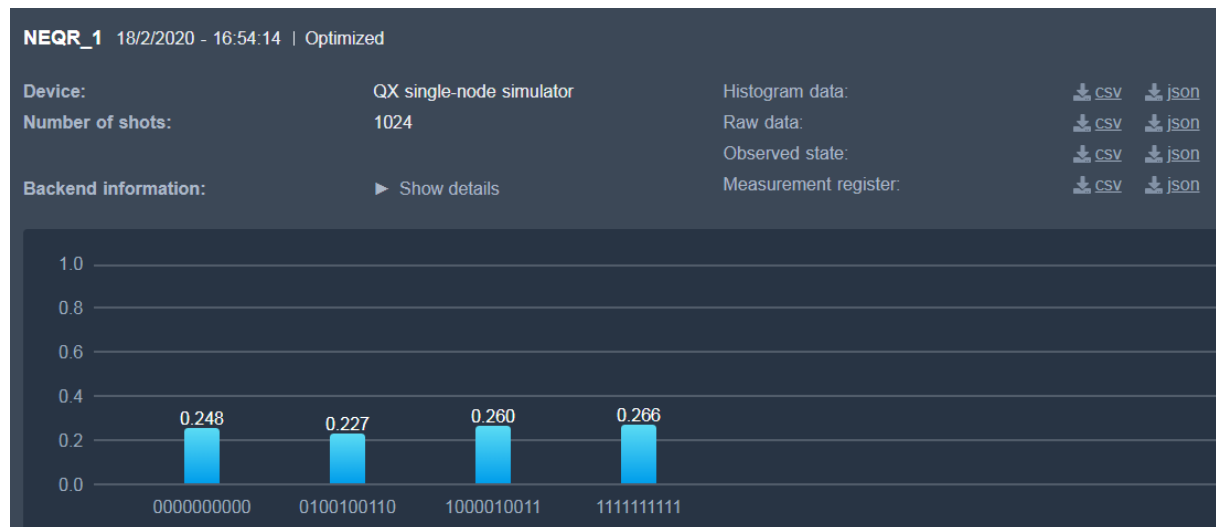 NEQR_1 18/2/2020 - 16:54:14 | Optimized
Device: QX single-node simulator Histogram data: csv json
Number of shots: 1024 Raw data: csv json
Observed state: csv json
Backend information: ► Show details Measurement register: csv json
1.0
0.8
0.6
0.4
0.248 0.227 0.260 0.266
0.2
0.0
0000000000 0100100110 1000010011 1111111111